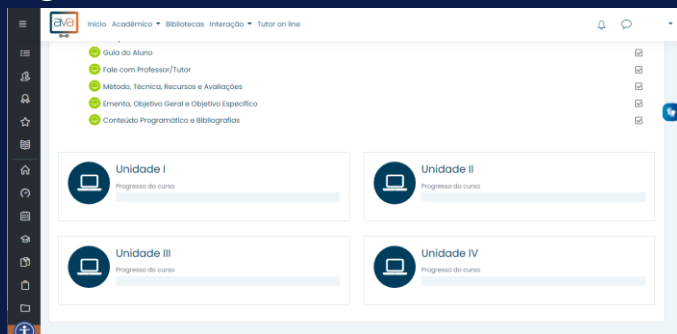 ava Início Acadêmico Bibliotecas Interação Tutor on line
Guia do Aluno
Fale com Professor/Tutor
Método, Técnica, Recursos e Avaliações
Ementa, Objetivo Geral e Objetivo Específico
Conteúdo Programático e Bibliografias
Unidade I
Progresso do curso
Unidade II
Progresso do curso
Unidade III
Progresso do curso
Unidade IV
Progresso do curso